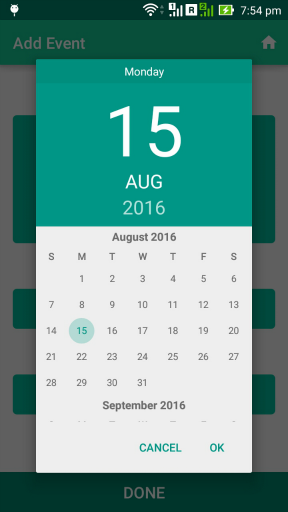 1 R 2 7:54 pm
Add Event
Monday
15
AUG
2016
August 2016
S M T W T F S
1 2 3 4 5 6
7 8 9 10 11 12 13
14 15 16 17 18 19 20
21 22 23 24 25 26 27
28 29 30 31
September 2016
CANCEL OK
DONE